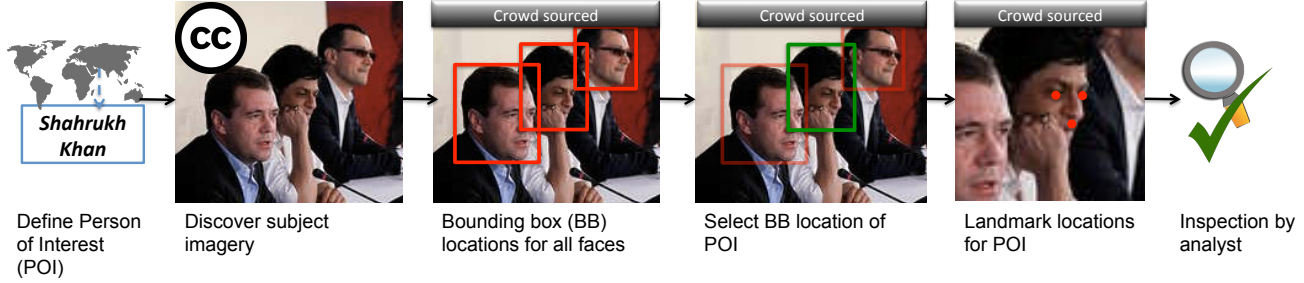 CC
Crowd sourced
Crowd sourced
Crowd sourced
Shahrukh
Khan
Define Person
of Interest
(POI)
Discover subject
imagery
Bounding box (BB)
locations for all faces
Select BB location of
POI
Landmark locations
for POI
Inspection by
analyst